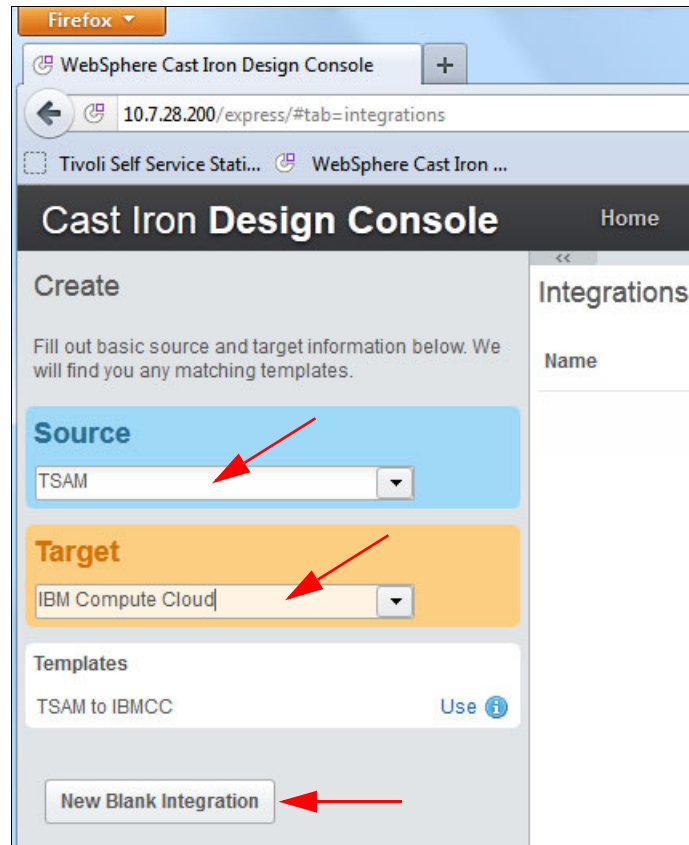 Firefox
WebSphere Cast Iron Design Console
10.7.28.200/express/#tab=integrations
Tivoli Self Service Stati... WebSphere Cast Iron ...
Cast Iron Design Console Home
<<
Create
Integrations
Fill out basic source and target information below. We
will find you any matching templates.
Name
Source
TSAM
Target
IBM Compute Cloud
Templates
TSAM to IBMCC Use
New Blank Integration